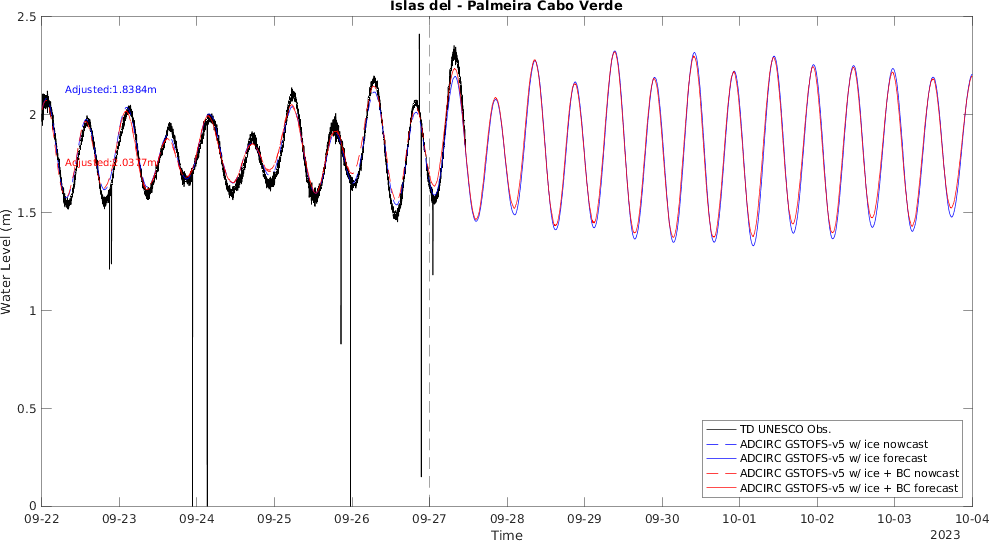 Islas del - Palmeira Cabo Verde
2.5
2
1.5
1
0.5
0
Water Level (m)
Adjusted:1.8384m
Adjusted:2.0377m
TD UNESCO Obs.
ADCIRC GSTOFS-v5 w/ ice nowcast
ADCIRC GSTOFS-v5 w/ ice forecast
ADCIRC GSTOFS-v5 w/ ice + BC nowcast
ADCIRC GSTOFS-v5 w/ ice + BC forecast
09-22 09-23 09-24 09-25 09-26 09-27 09-28 09-29 09-30 10-01 10-02 10-03 10-04
Time
2023